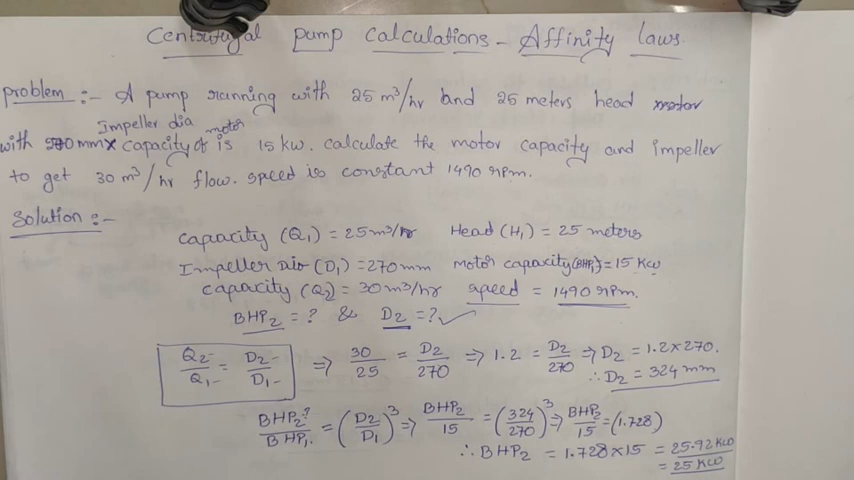 Centrifugal pump calculations - Affinity laws.
problem :- A pump running with 25 m³/hr and 25 meters head
Impeller dia motor
with 270 mm capacity is 15 kw. calculate the motor capacity and impeller
to get 30 m³/hr flow. speed is constant 1490 rpm.
Solution :-
capacity (Q₁) = 25 m³/hr Head (H₁) = 25 meters
Impeller dia (D₁) = 270 mm motor capacity (BHP₁) = 15 kw
capacity (Q₂) = 30 m³/hr speed = 1490 rpm.
BHP₂ = ? & D₂ = ? ✓
Q₂/Q₁ = D₂/D₁ ⇒ 30/25 = D₂/270 ⇒ 1.2 = D₂/270 ⇒ D₂ = 1.2 × 270.
∴ D₂ = 324 mm
BHP₂?/BHP₁ = (D₂/D₁)³ ⇒ BHP₂/15 = (324/270)³ ⇒ BHP₂/15 = (1.728)
∴ BHP₂ = 1.728 × 15 = 25.92 kw
= 25 kw